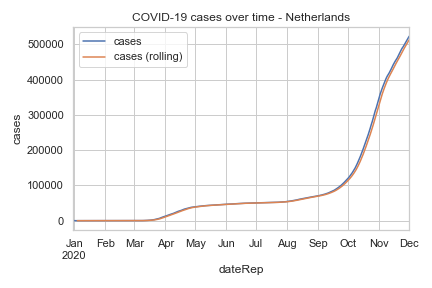 COVID-19 cases over time - Netherlands
cases
cases (rolling)
500000
400000
300000
200000
100000
0
cases
Jan Feb Mar Apr May Jun Jul Aug Sep Oct Nov Dec
2020
dateRep